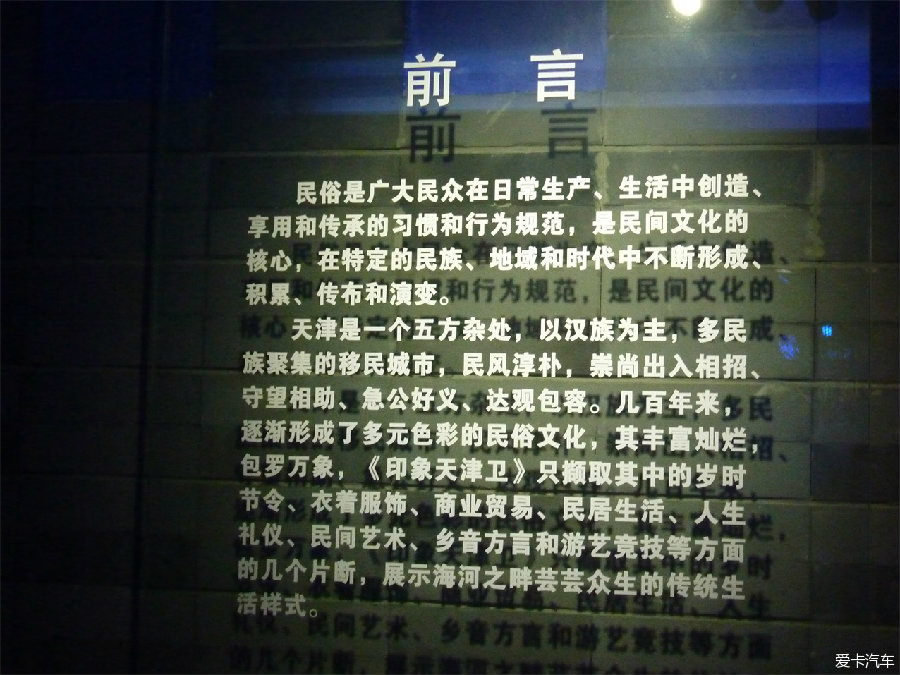 前言
民俗是广大民众在日常生产、生活中创造、
享用和传承的习惯和行为规范，是民间文化的
核心，在特定的民族、地域和时代中不断形成、
积累、传布和演变。
天津是一个五方杂处，以汉族为主，多民
族聚集的移民城市，民风淳朴，崇尚出入相招、
守望相助、急公好义、达观包容。几百年来，
逐渐形成了多元色彩的民俗文化，其丰富灿烂，
包罗万象，《印象天津卫》只撷取其中的岁时
节令、衣着服饰、商业贸易、民居生活、人生
礼仪、民间艺术、乡音方言和游艺竞技等方面
的几个片断，展示海河之畔芸芸众生的传统生
活样式。
爱卡汽车